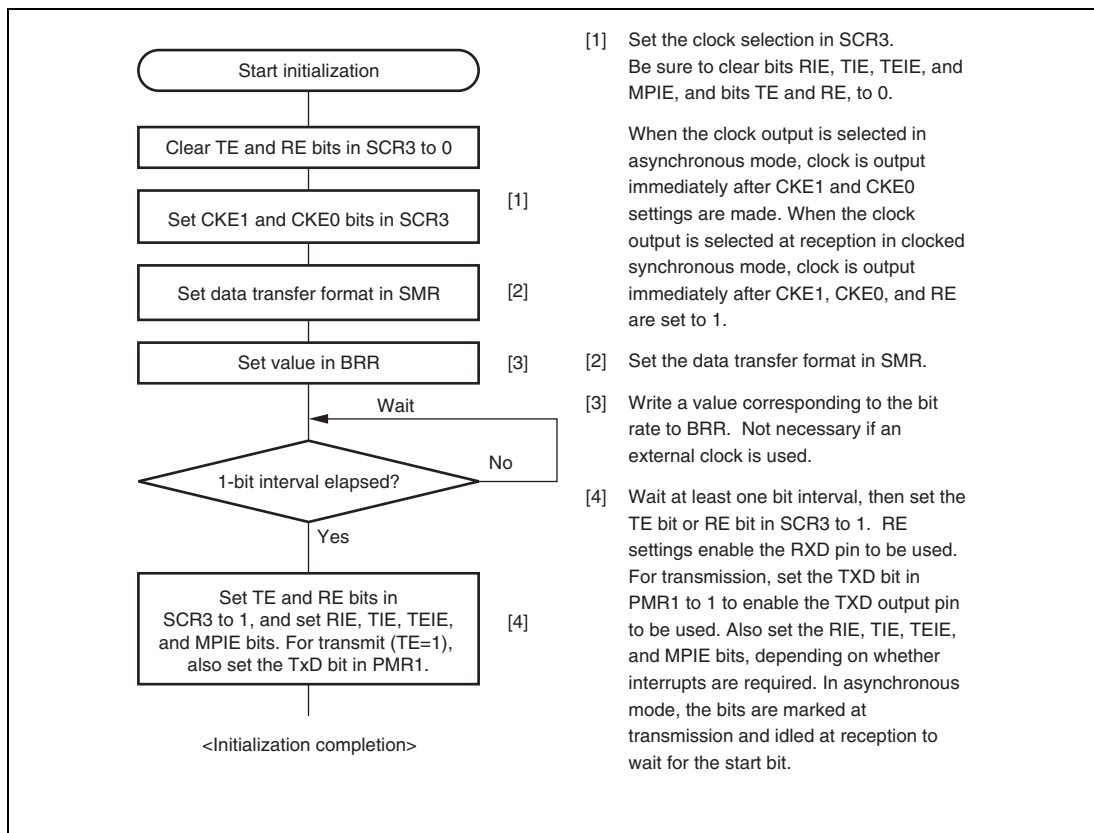 Start initialization
Clear TE and RE bits in SCR3 to 0
Set CKE1 and CKE0 bits in SCR3
[1]
Set data transfer format in SMR
[2]
Set value in BRR
[3]
Wait
1-bit interval elapsed?
No
Yes
Set TE and RE bits in
SCR3 to 1, and set RIE, TIE, TEIE,
and MPIE bits. For transmit (TE=1),
also set the TxD bit in PMR1.
[4]
<Initialization completion>
[1] Set the clock selection in SCR3.
Be sure to clear bits RIE, TIE, TEIE, and
MPIE, and bits TE and RE, to 0.
When the clock output is selected in
asynchronous mode, clock is output
immediately after CKE1 and CKE0
settings are made. When the clock
output is selected at reception in clocked
synchronous mode, clock is output
immediately after CKE1, CKE0, and RE
are set to 1.
[2] Set the data transfer format in SMR.
[3] Write a value corresponding to the bit
rate to BRR. Not necessary if an
external clock is used.
[4] Wait at least one bit interval, then set the
TE bit or RE bit in SCR3 to 1. RE
settings enable the RXD pin to be used.
For transmission, set the TXD bit in
PMR1 to 1 to enable the TXD output pin
to be used. Also set the RIE, TIE, TEIE,
and MPIE bits, depending on whether
interrupts are required. In asynchronous
mode, the bits are marked at
transmission and idled at reception to
wait for the start bit.